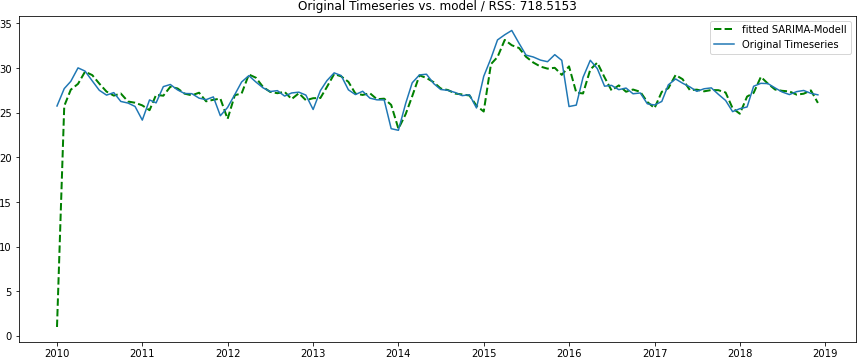 Original Timeseries vs. model / RSS: 718.5153
fitted SARIMA-Modell
Original Timeseries
35
30
25
20
15
10
5
0
2010 2011 2012 2013 2014 2015 2016 2017 2018 2019